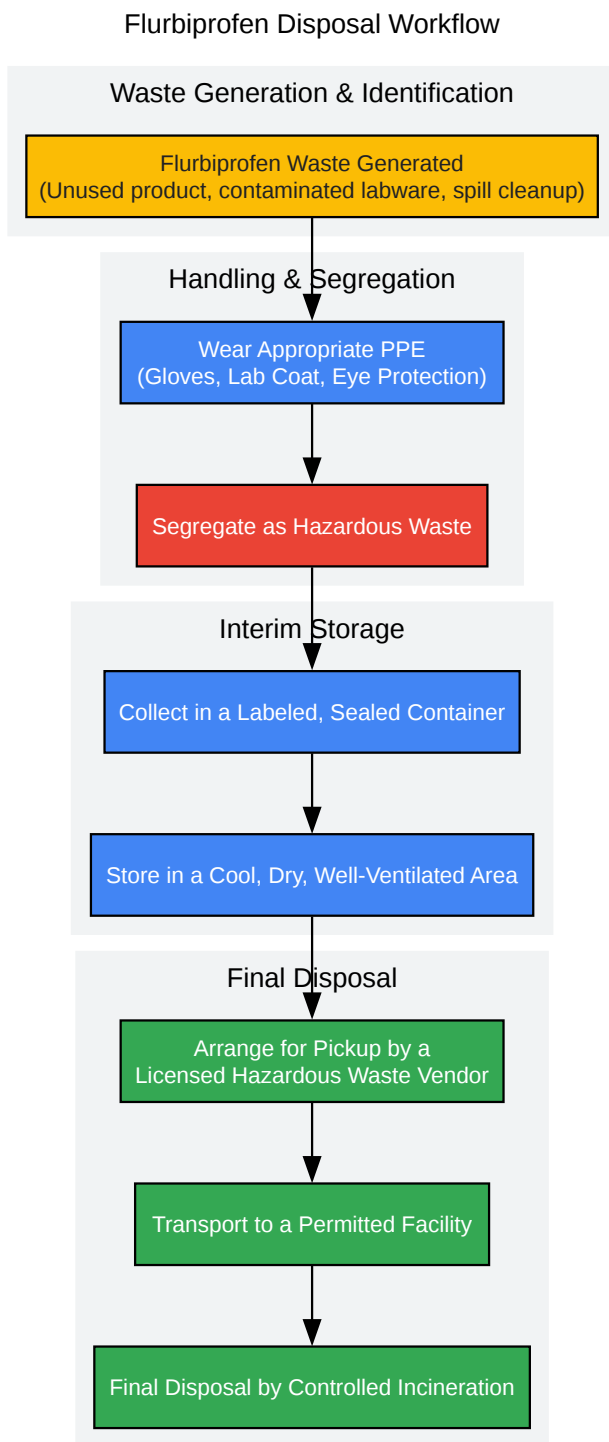 Flurbiprofen Disposal Workflow
Waste Generation & Identification
Flurbiprofen Waste Generated
(Unused product, contaminated labware, spill cleanup)
Handling & Segregation
Wear Appropriate PPE
(Gloves, Lab Coat, Eye Protection)
Segregate as Hazardous Waste
Interim Storage
Collect in a Labeled, Sealed Container
Store in a Cool, Dry, Well-Ventilated Area
Final Disposal
Arrange for Pickup by a
Licensed Hazardous Waste Vendor
Transport to a Permitted Facility
Final Disposal by Controlled Incineration